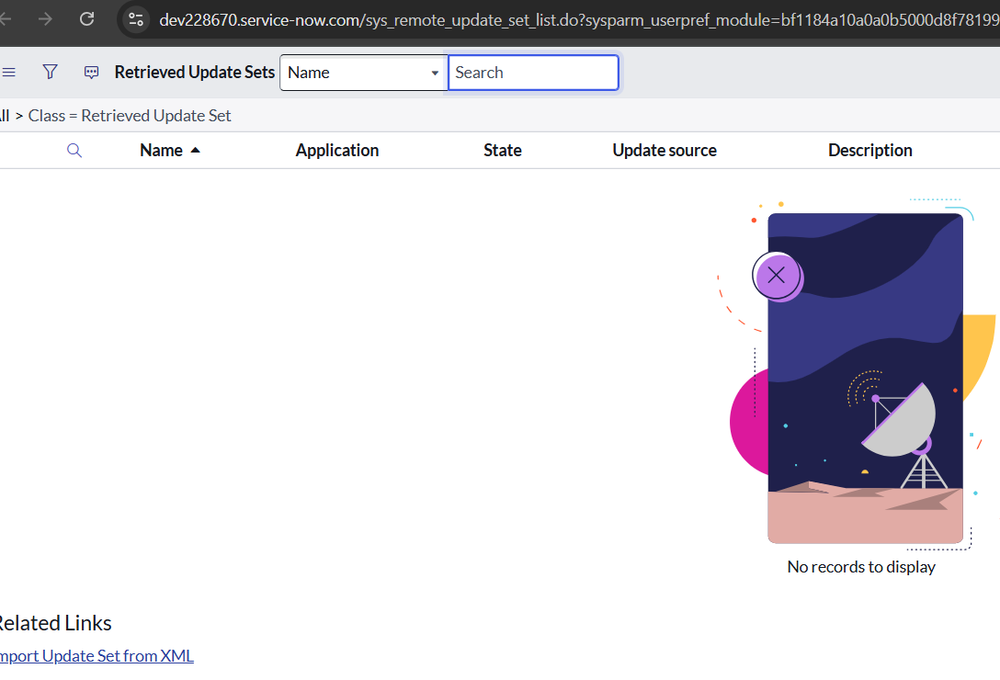 dev228670.service-now.com/sys_remote_update_set_list.do?sysparm_userpref_module=bf1184a10a0a0b5000d8f78199
Retrieved Update Sets Name Search
ll > Class = Retrieved Update Set
Name Application State Update source Description
No records to display
Related Links
mport Update Set from XML